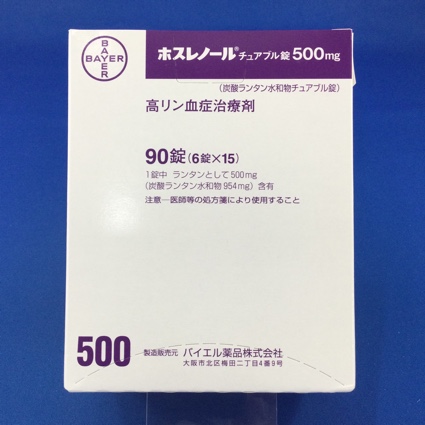 BAYER
BAYER
ホスレノール® チュアブル錠 500mg
(炭酸ランタン水和物チュアブル錠)
高リン血症治療剤
90錠(6錠×15)
1錠中 ランタンとして500mg
(炭酸ランタン水和物954mg) 含有
注意－医師等の処方箋により使用すること
500
製造販売元 バイエル薬品株式会社
大阪市北区梅田二丁目4番9号